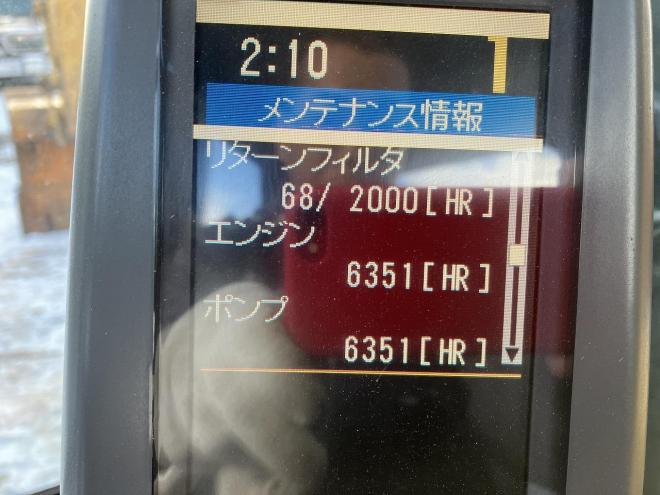 2:10
1
メンテナンス情報
リターンフィルタ
68/ 2000[HR]
エンジン
6351[HR]
ポンプ
6351[HR]